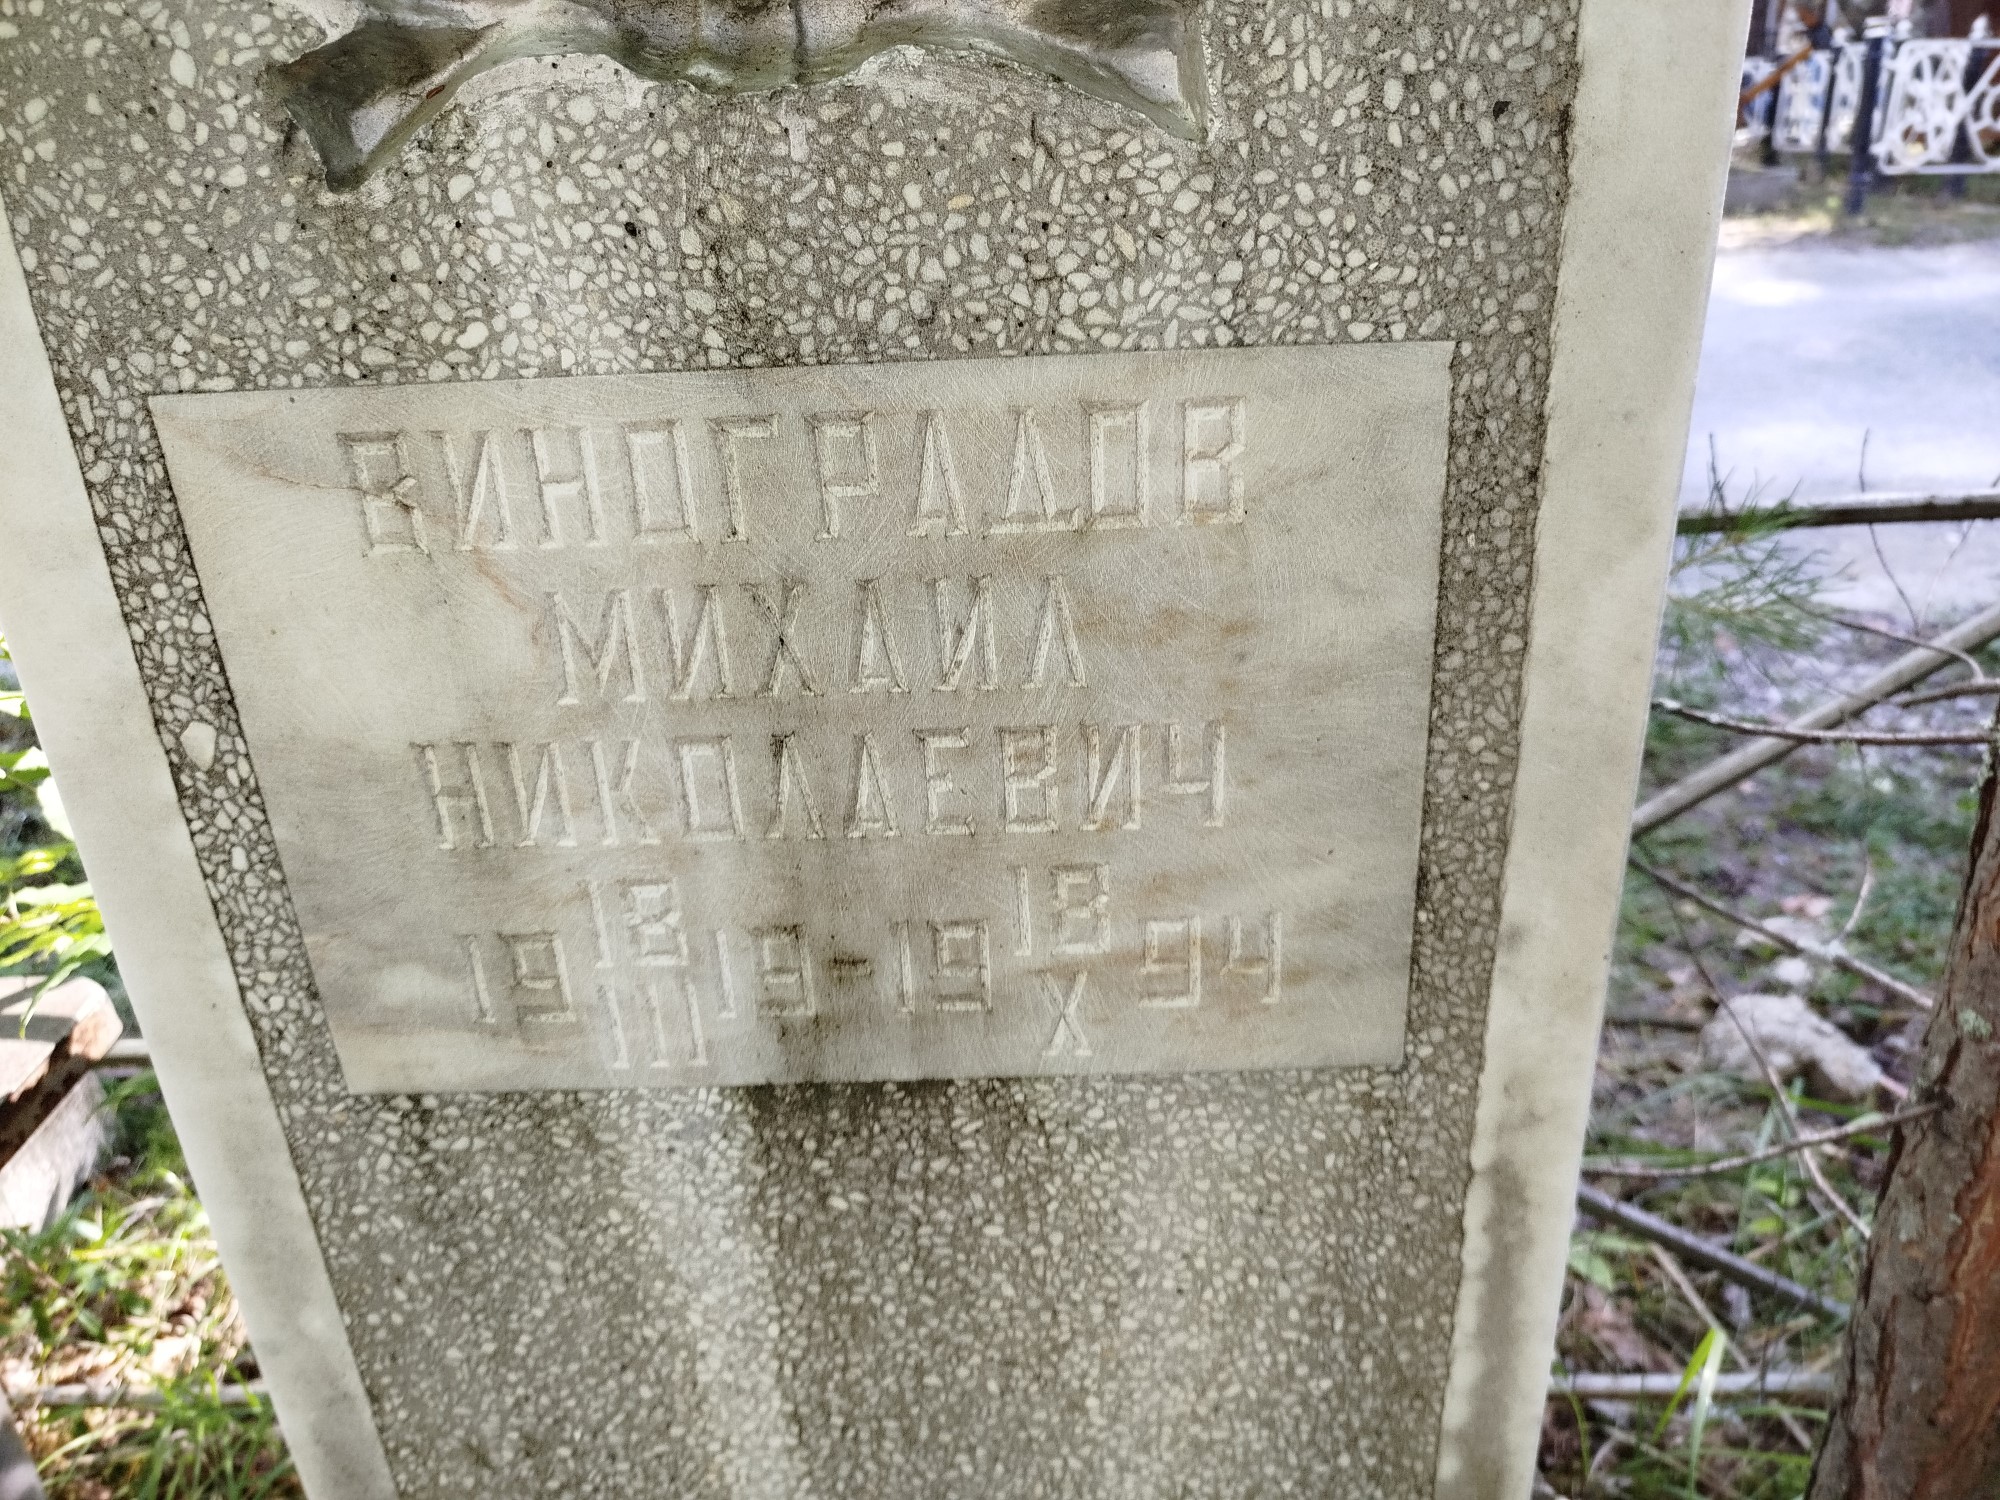 ВИНОГРАДОВ
МИХАИЛ
НИКОЛАЕВИЧ
19 18/III 19 - 19 18/X 94